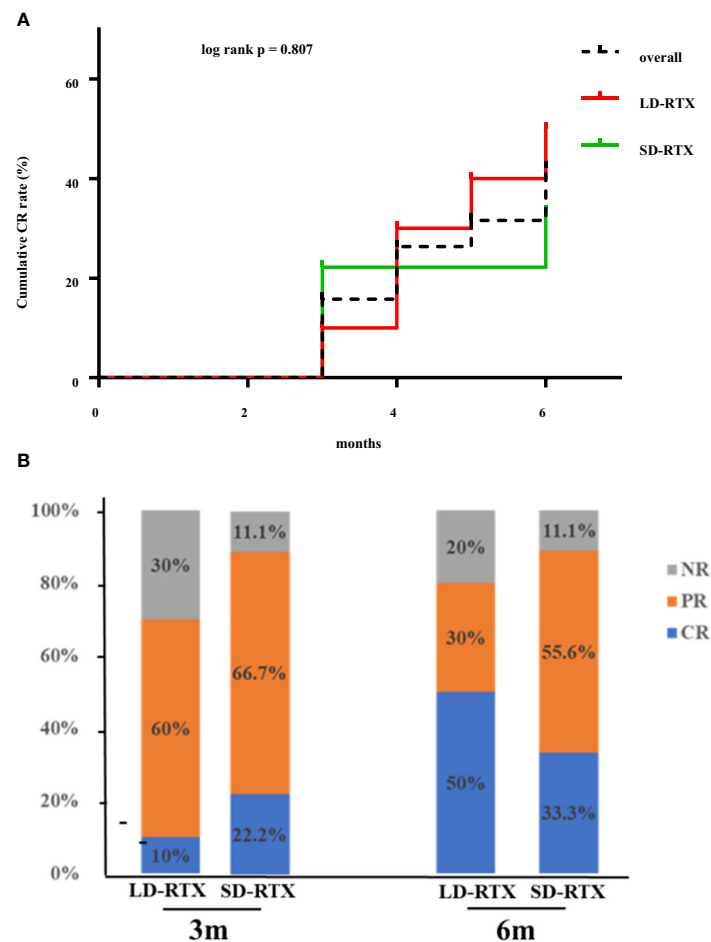 A
log rank p = 0.807
overall
LD-RTX
SD-RTX
Cumulative CR rate (%)
60
40
20
0
0 2 4 6
months
B
100%
80%
60%
40%
20%
0%
30% 11.1% 20% 11.1%
60% 66.7% 30% 55.6%
10% 22.2% 50% 33.3%
NR
PR
CR
LD-RTX SD-RTX LD-RTX SD-RTX
3m 6m